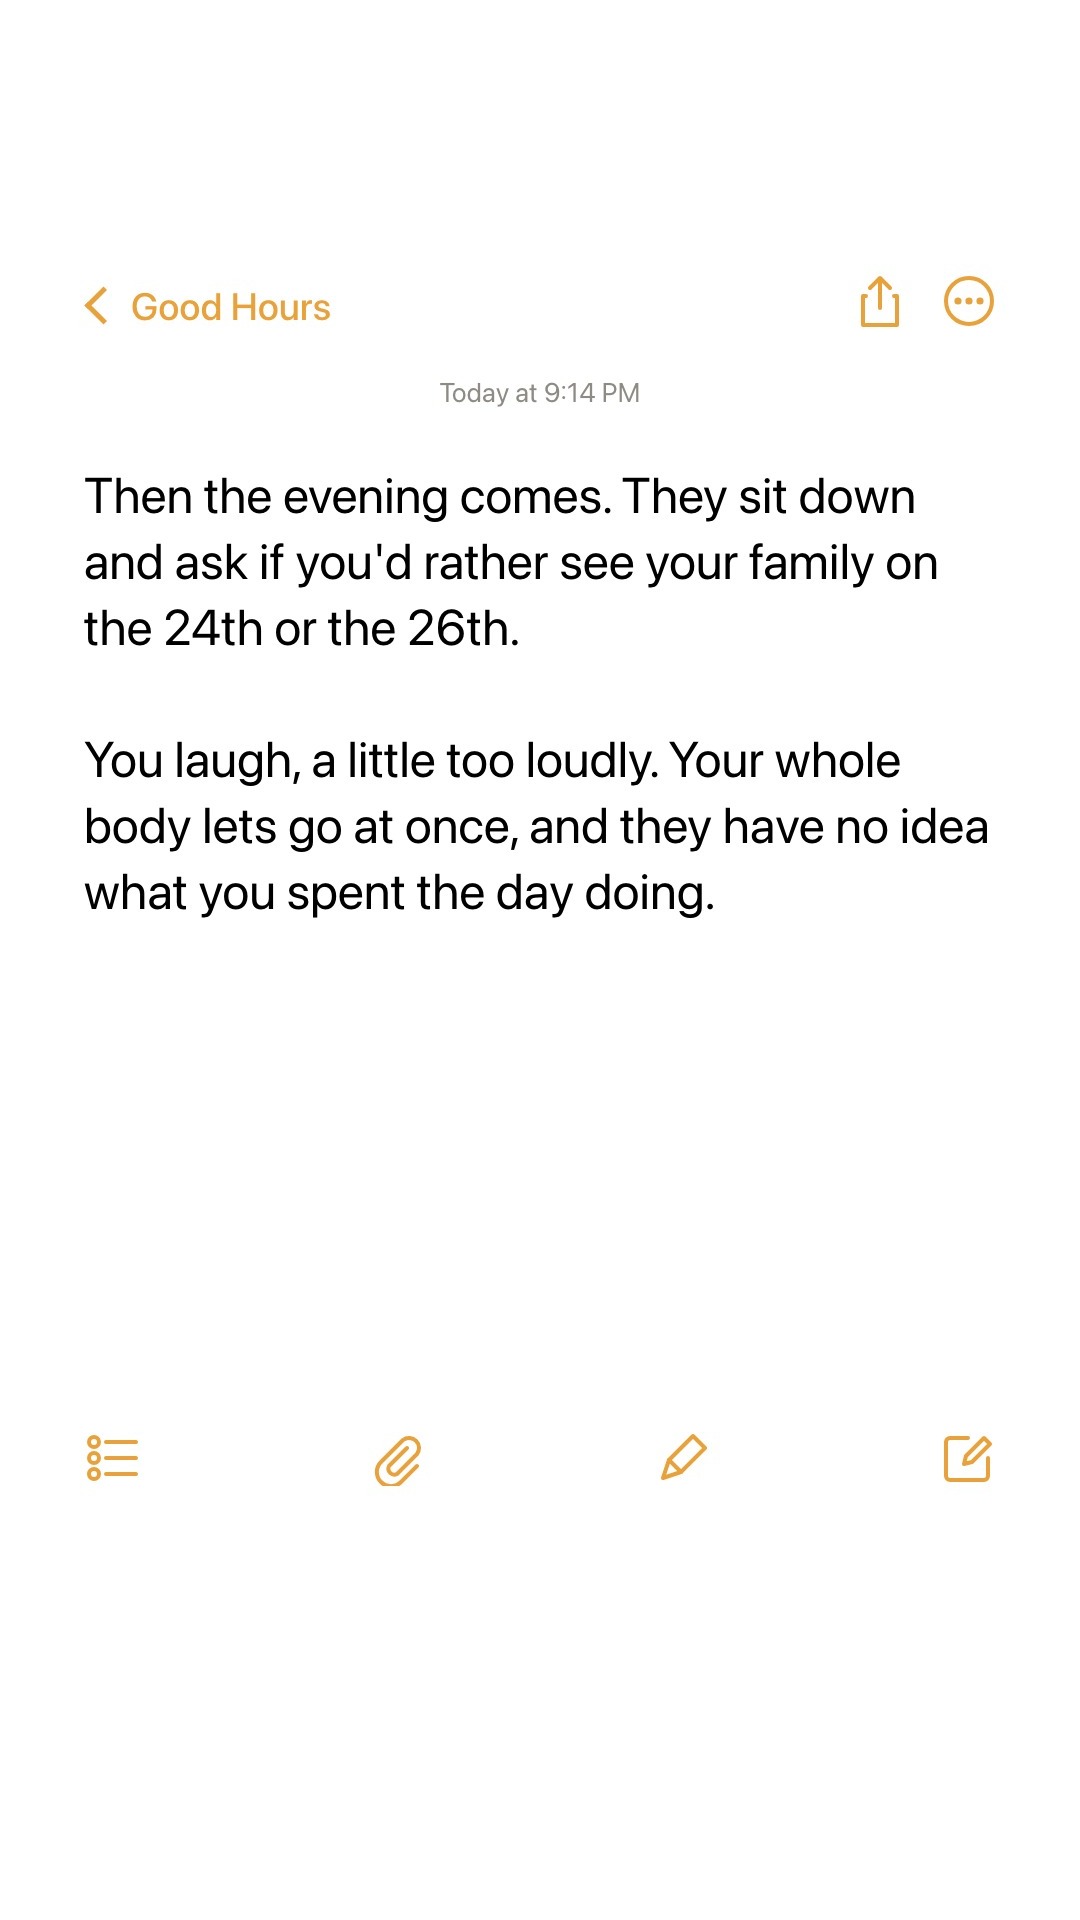 Good Hours
Today at 9:14 PM
Then the evening comes. They sit down
and ask if you'd rather see your family on
the 24th or the 26th.
You laugh, a little too loudly. Your whole
body lets go at once, and they have no idea
what you spent the day doing.